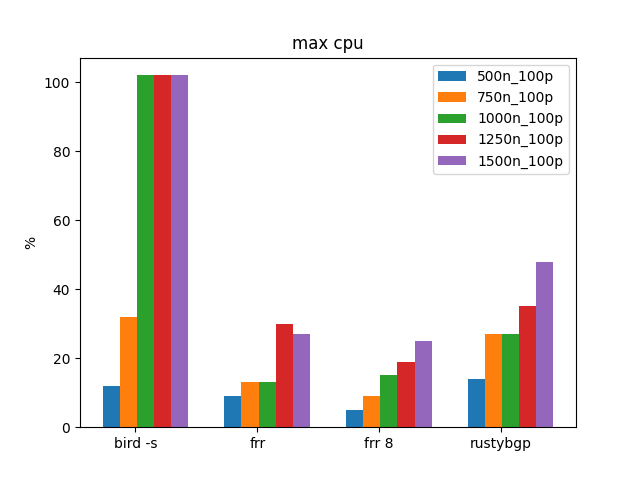 max cpu
%
100
80
60
40
20
0
500n_100p
750n_100p
1000n_100p
1250n_100p
1500n_100p
bird -s
frr
frr 8
rustybgp